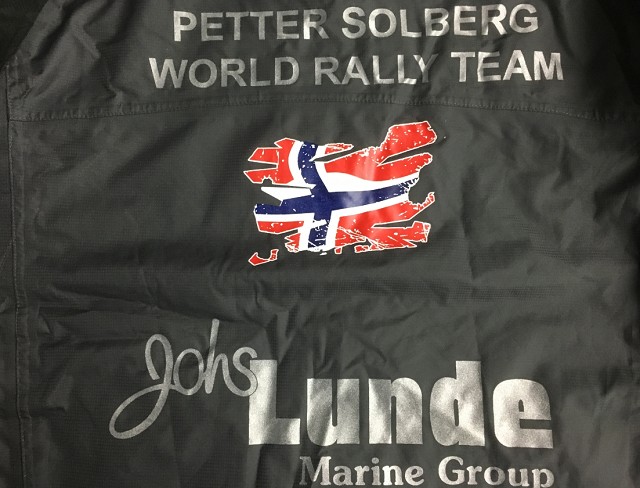 PETTER SOLBERG
WORLD RALLY TEAM
Johs
Lunde
Marine Group